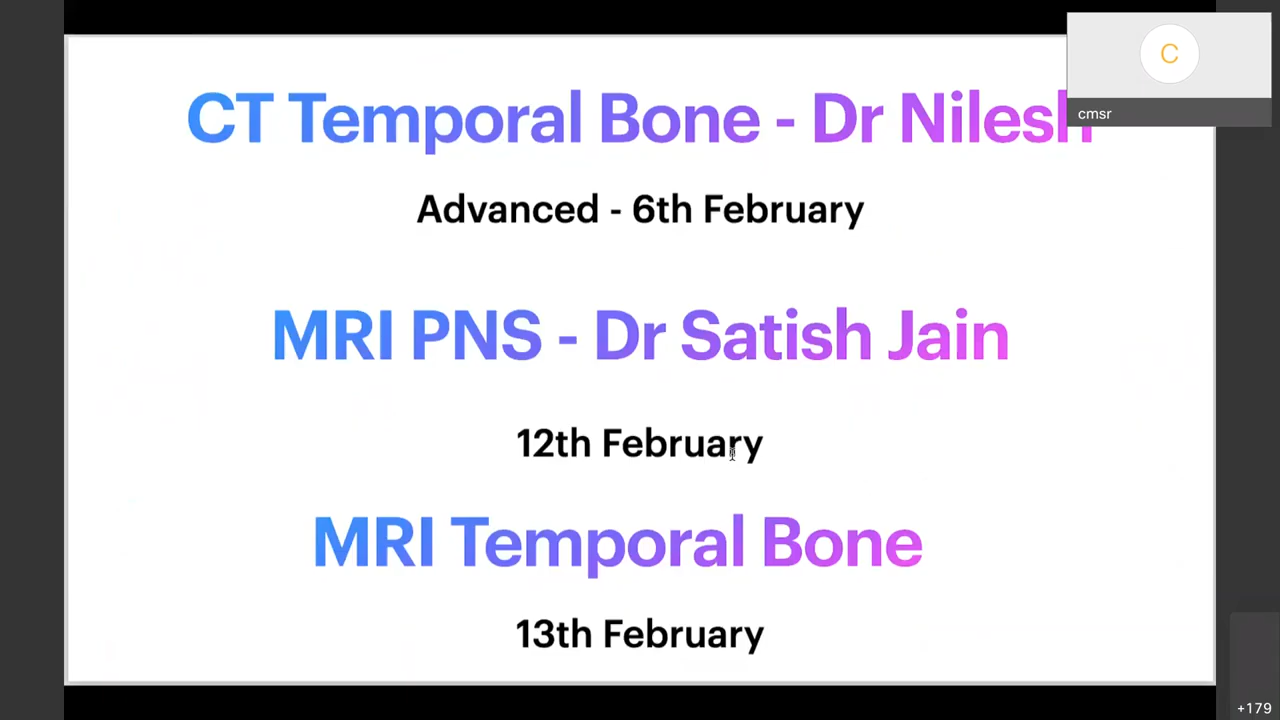 CT Temporal Bone - Dr Nilesh
C
cmsr
Advanced - 6th February
MRI PNS - Dr Satish Jain
12th February
MRI Temporal Bone
13th February
+179